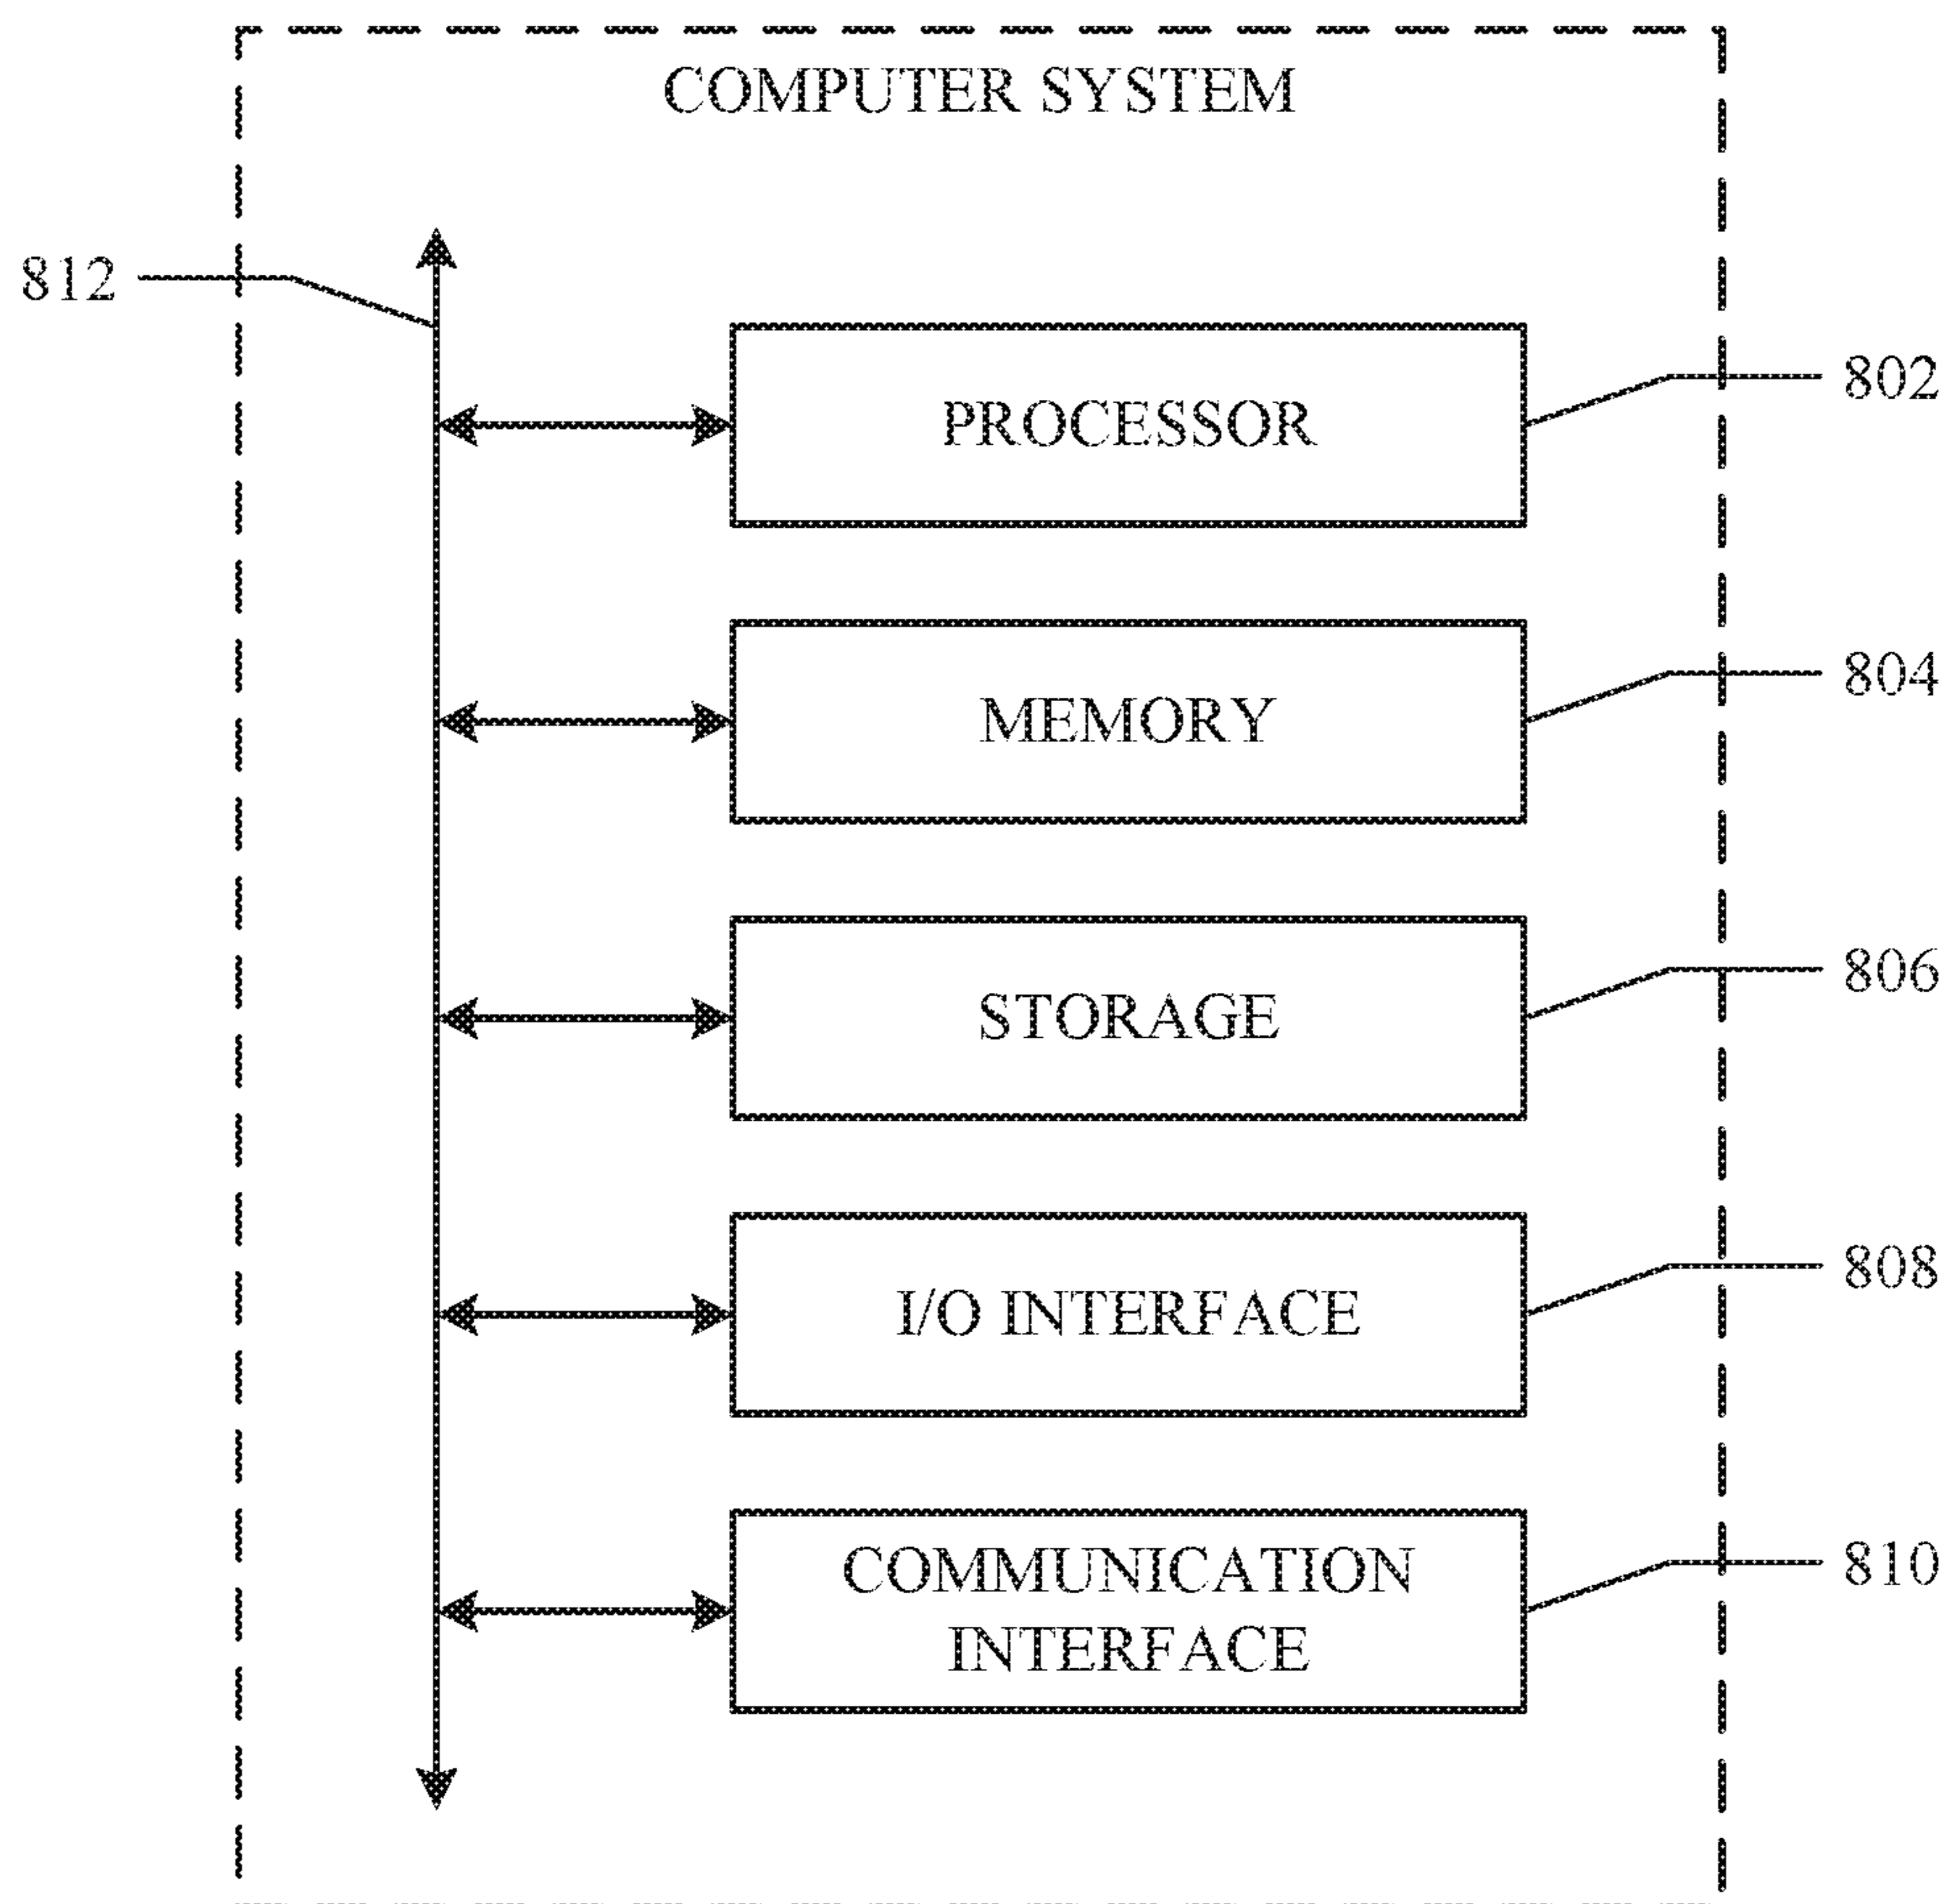 COMPUTER SYSTEM
812
PROCESSOR
802
MEMORY
804
STORAGE
806
I/O INTERFACE
808
COMMUNICATION
INTERFACE
810